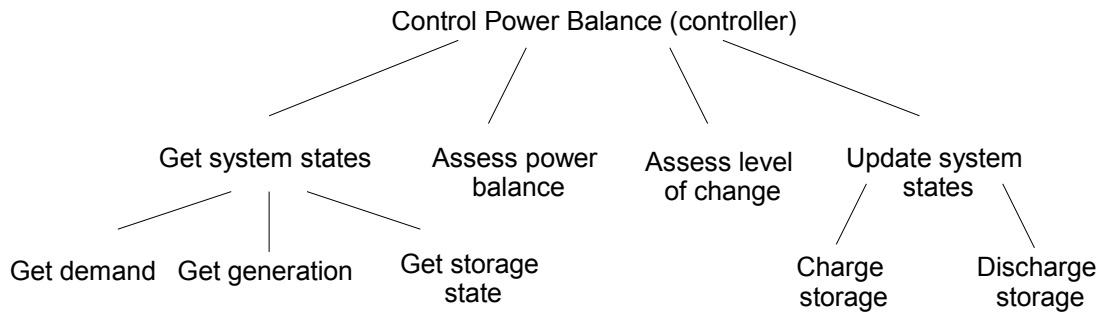 Control Power Balance (controller)
Get system states
Assess power
balance
Assess level
of change
Update system
states
Get demand
Get generation
Get storage
state
Charge
storage
Discharge
storage